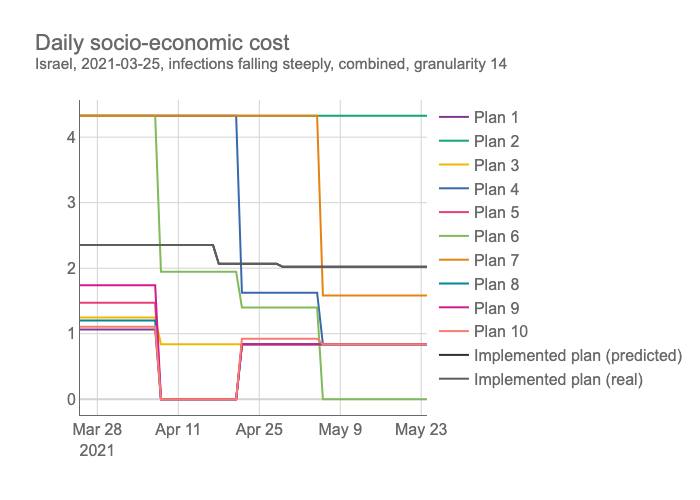 Daily socio-economic cost
Israel, 2021-03-25, infections falling steeply, combined, granularity 14
4
3
2
1
0
Mar 28
2021
Apr 11
Apr 25
May 9
May 23
Plan 1
Plan 2
Plan 3
Plan 4
Plan 5
Plan 6
Plan 7
Plan 8
Plan 9
Plan 10
Implemented plan (predicted)
Implemented plan (real)